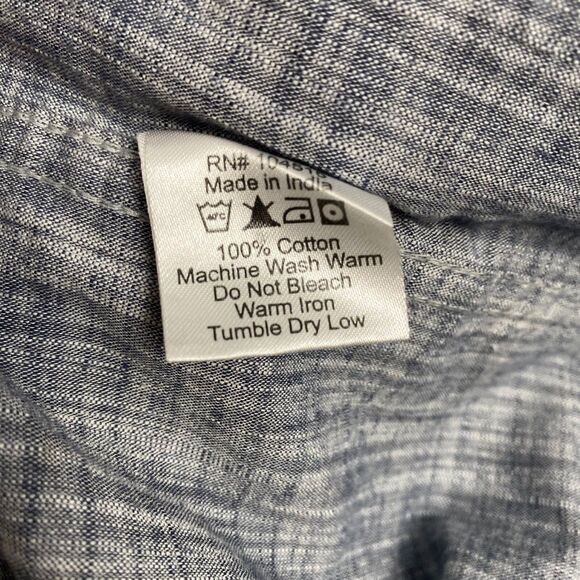 RN#
Made in India
40°C
100% Cotton
Machine Wash Warm
Do Not Bleach
Warm Iron
Tumble Dry Low